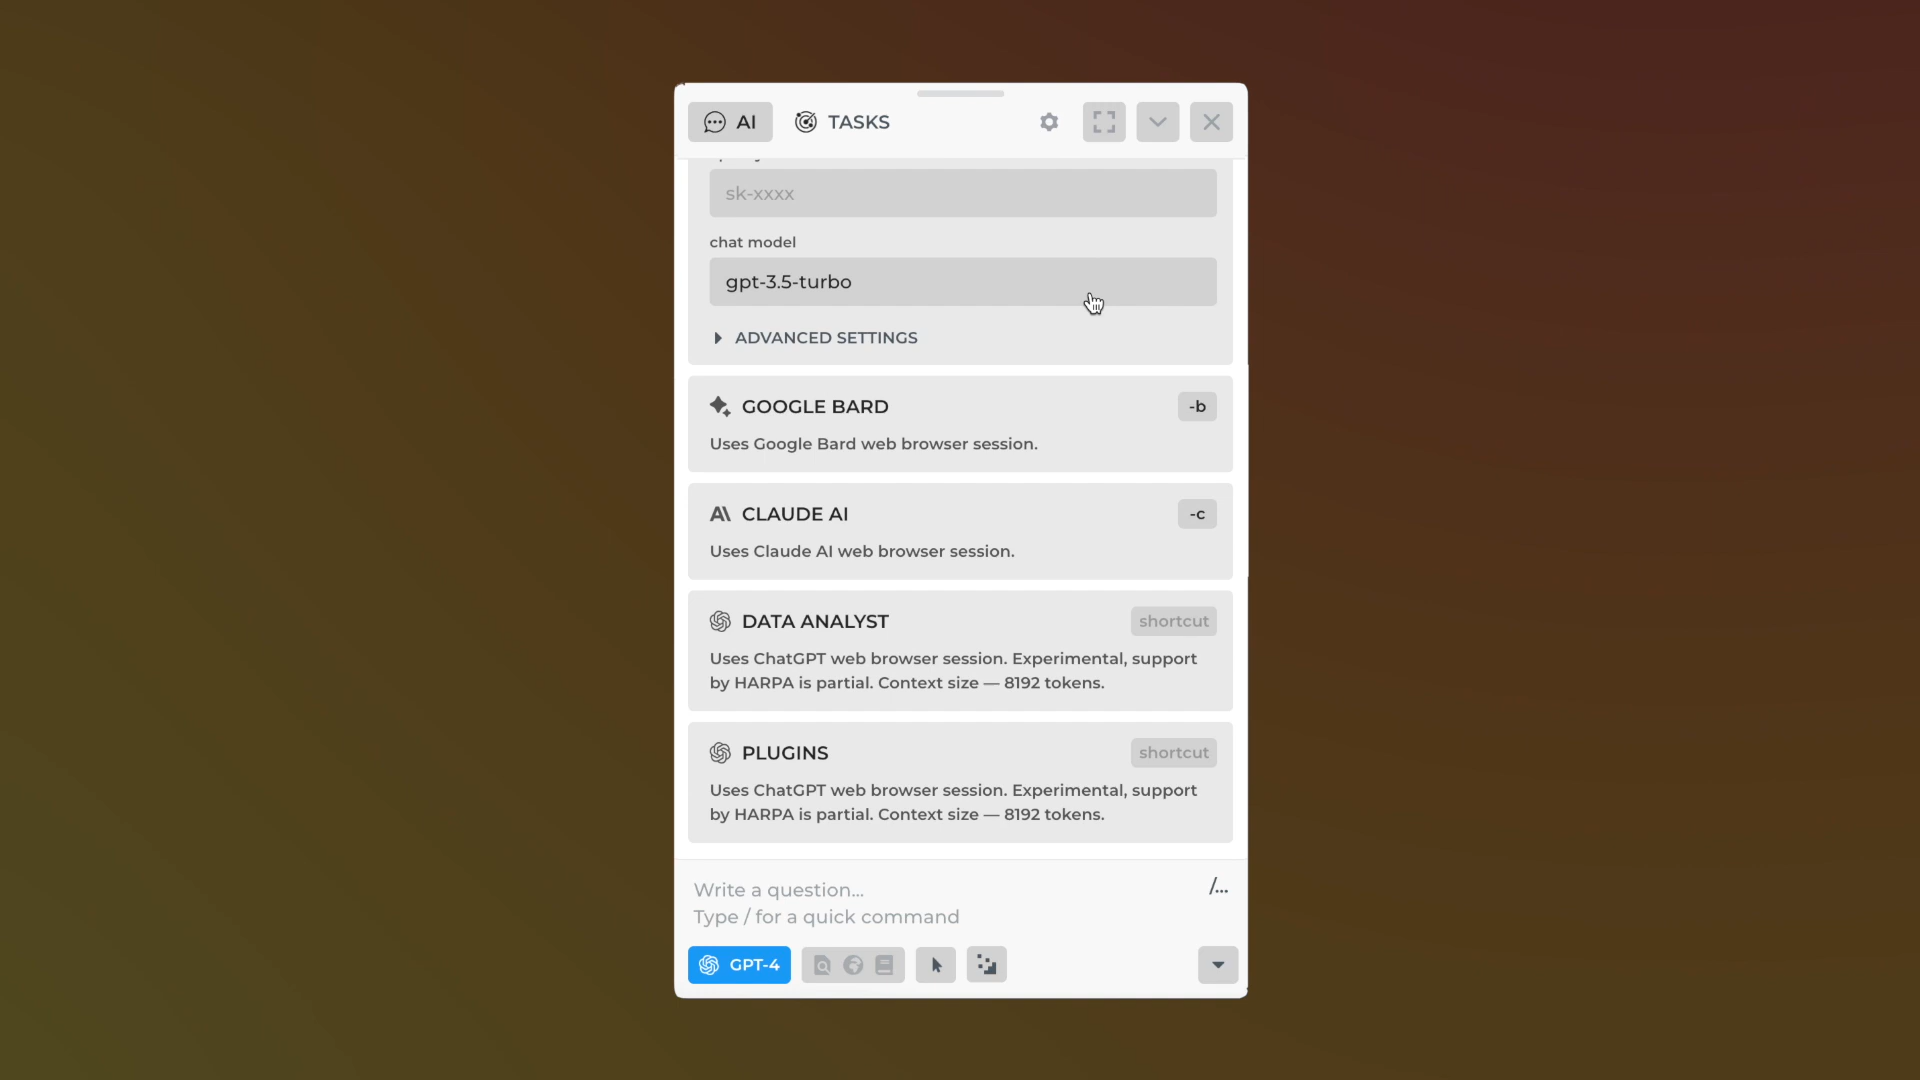 AI
TASKS
sk-xxxx
chat model
gpt-3.5-turbo
ADVANCED SETTINGS
GOOGLE BARD
-b
Uses Google Bard web browser session.
CLAUDE AI
-c
Uses Claude AI web browser session.
DATA ANALYST
shortcut
Uses ChatGPT web browser session. Experimental, support
by HARPA is partial. Context size — 8192 tokens.
PLUGINS
shortcut
Uses ChatGPT web browser session. Experimental, support
by HARPA is partial. Context size — 8192 tokens.
Write a question...
/...
Type / for a quick command
GPT-4